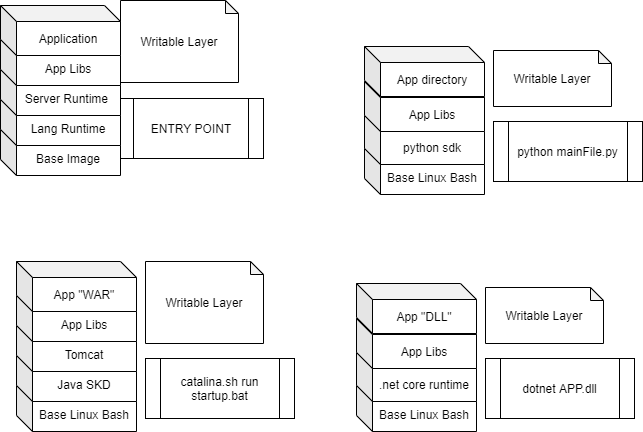 Application
App Libs
Server Runtime
Lang Runtime
Base Image
Writable Layer
ENTRY POINT
App directory
App Libs
python sdk
Base Linux Bash
Writable Layer
python mainFile.py
App "WAR"
App Libs
Tomcat
Java SKD
Base Linux Bash
Writable Layer
catalina.sh run
startup.bat
App "DLL"
App Libs
.net core runtime
Base Linux Bash
Writable Layer
dotnet APP.dll